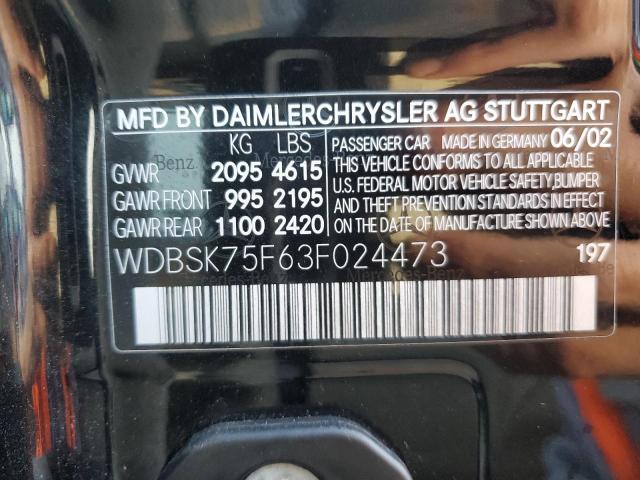 MFD BY DAIMLERCHRYSLER AG STUTTGART
KG LBS
GVWR 2095 4615
GAWR FRONT 995 2195
GAWR REAR 1100 2420
PASSENGER CAR MADE IN GERMANY 06/02
THIS VEHICLE CONFORMS TO ALL APPLICABLE
U.S. FEDERAL MOTOR VEHICLE SAFETY,BUMPER
AND THEFT PREVENTION STANDARDS IN EFFECT
ON THE DATE OF MANUFACTURE SHOWN ABOVE
WDBSK75F63F024473 197